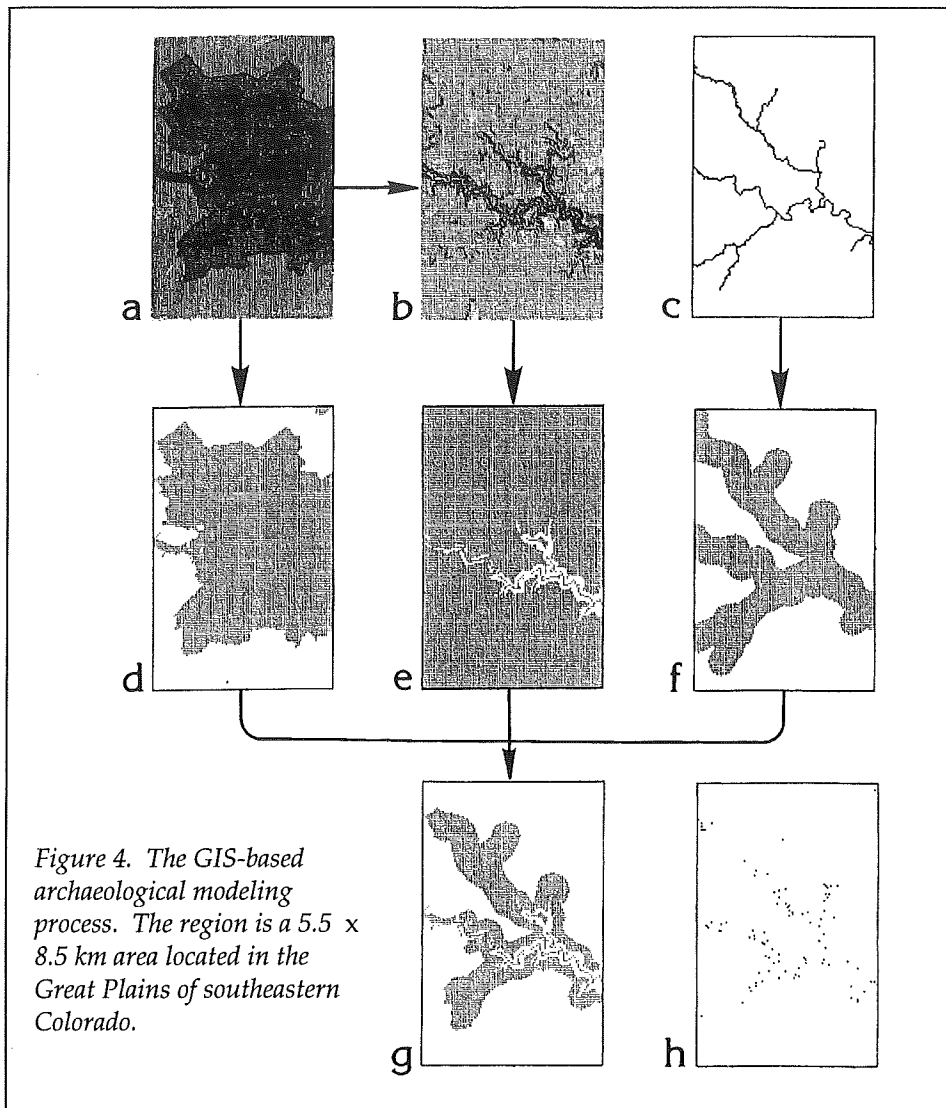 a
b
c
d
e
f
Figure 4. The GIS-based
archaeological modeling
process. The region is a 5.5 x
8.5 km area located in the
Great Plains of southeastern
Colorado.
g
h